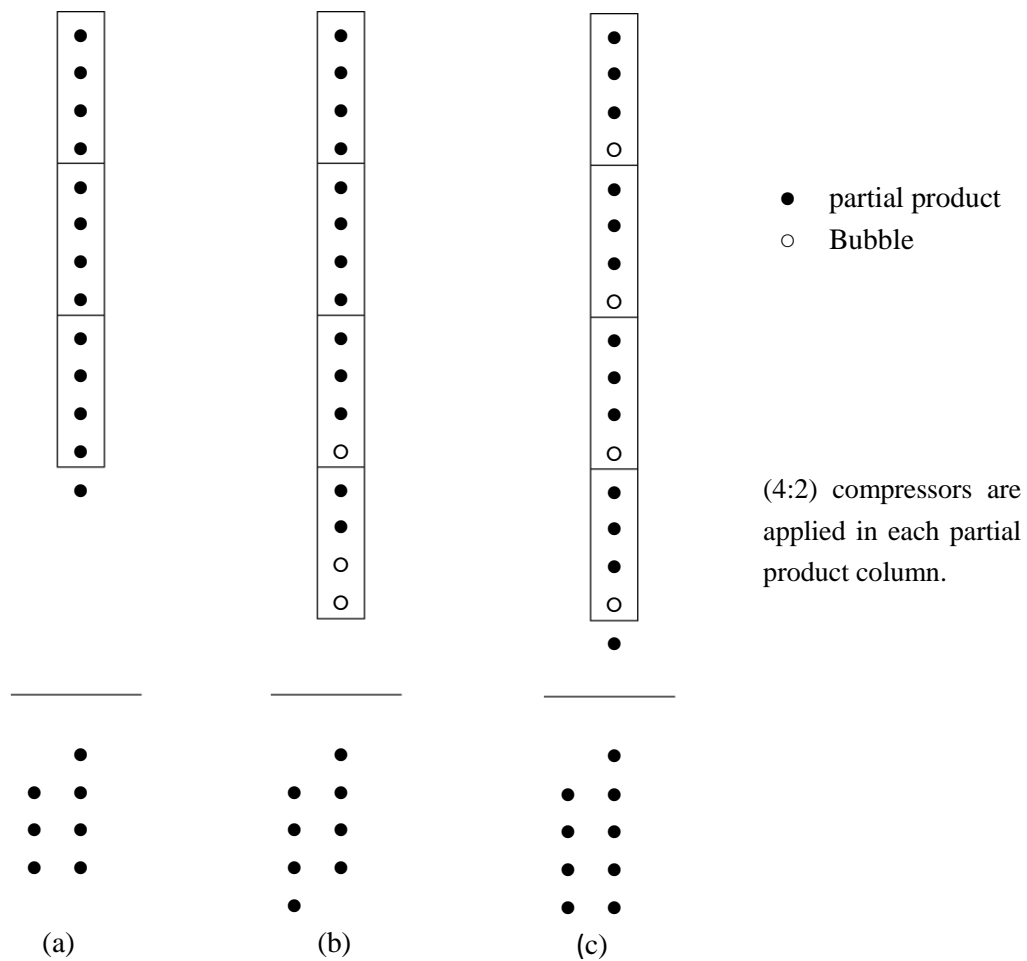 partial product
Bubble
(4:2) compressors are
applied in each partial
product column.
(a)
(b)
(c)